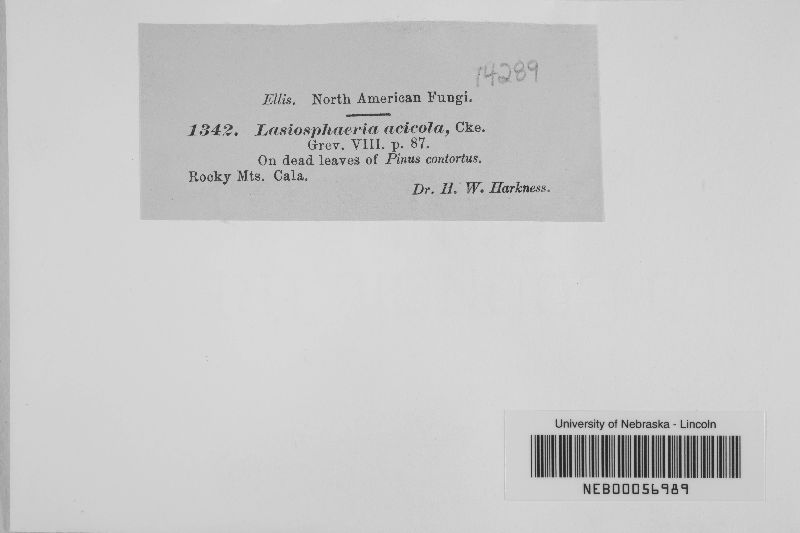 14289
Ellis. North American Fungi.
1342. Lasiosphaeria acicola, Cke.
Grev. VIII. p. 87.
On dead leaves of Pinus contortus.
Rocky Mts. Cala.
Dr. H. W. Harkness.
University of Nebraska - Lincoln
NEB00056989